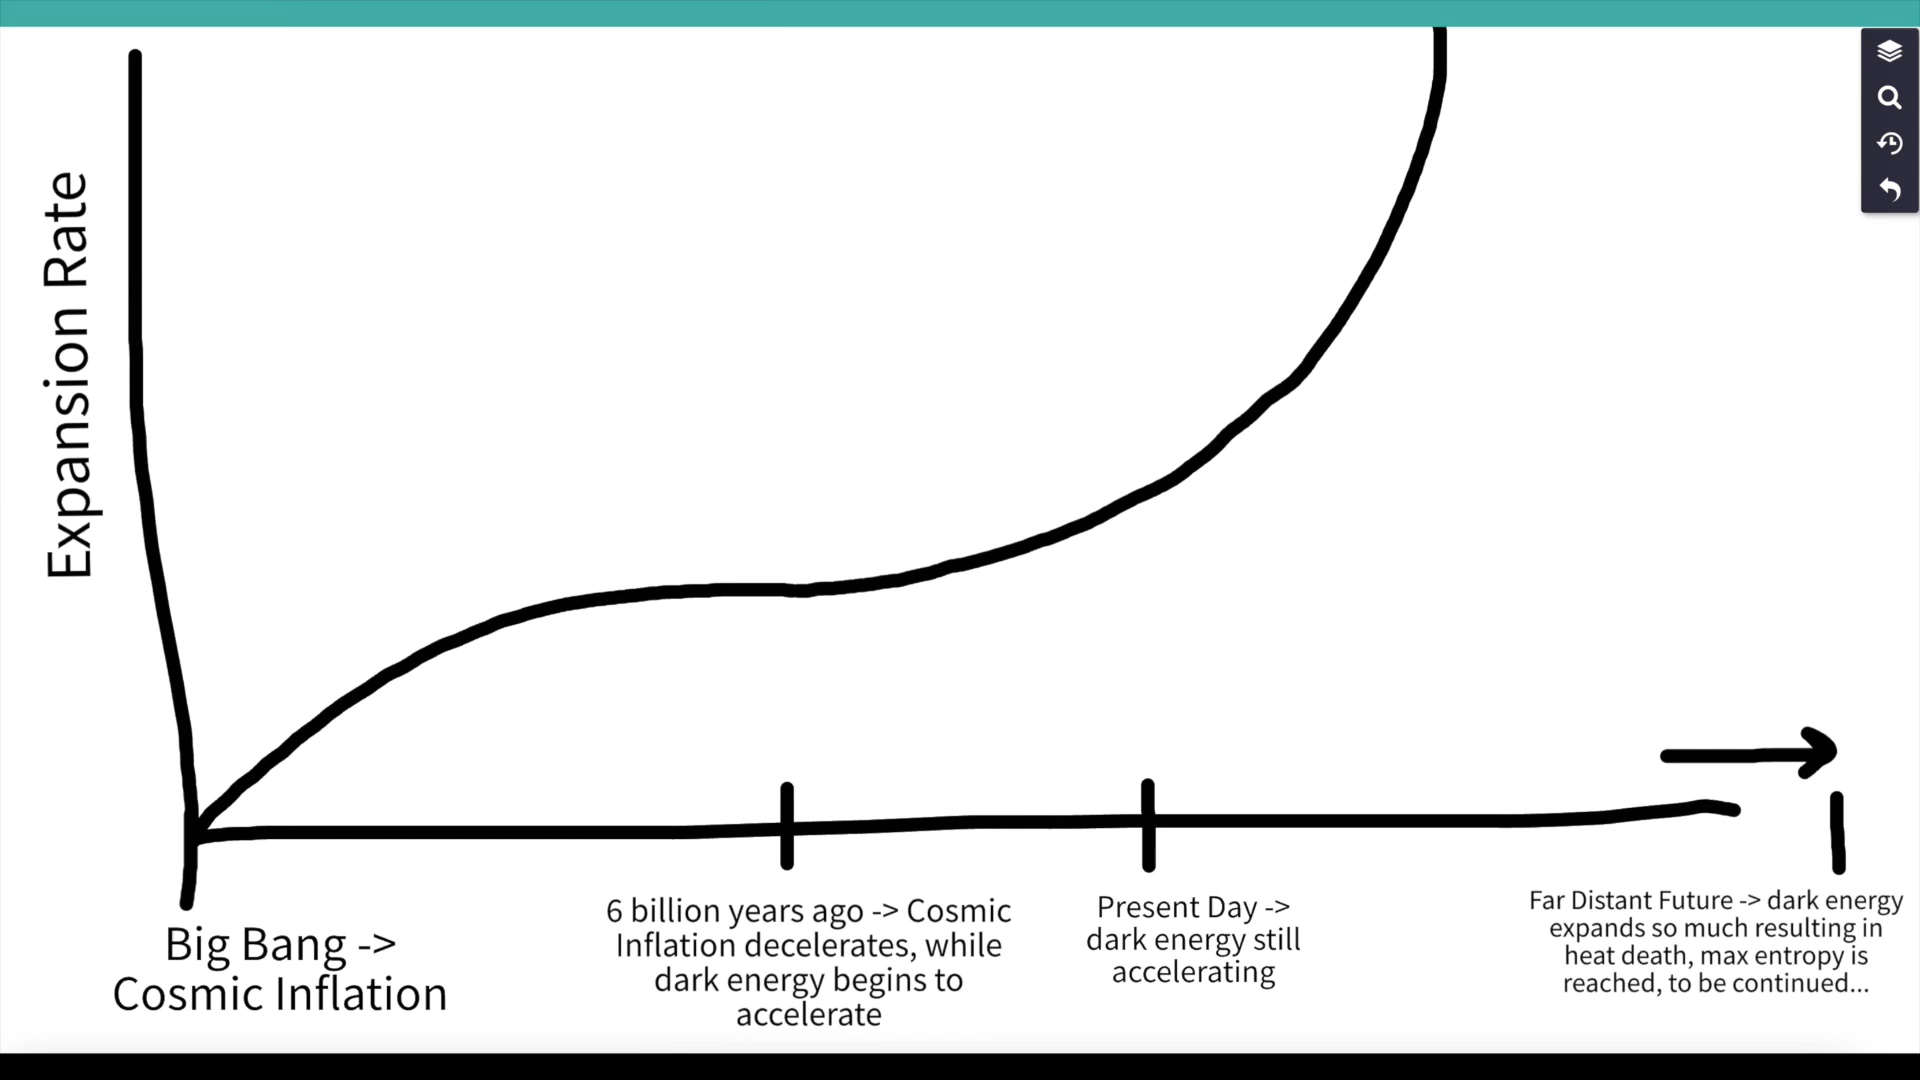 Expansion Rate
Big Bang ->
Cosmic Inflation
6 billion years ago -> Cosmic
Inflation decelerates, while
dark energy begins to
accelerate
Present Day ->
dark energy still
accelerating
Far Distant Future -> dark energy
expands so much resulting in
heat death, max entropy is
reached, to be continued...